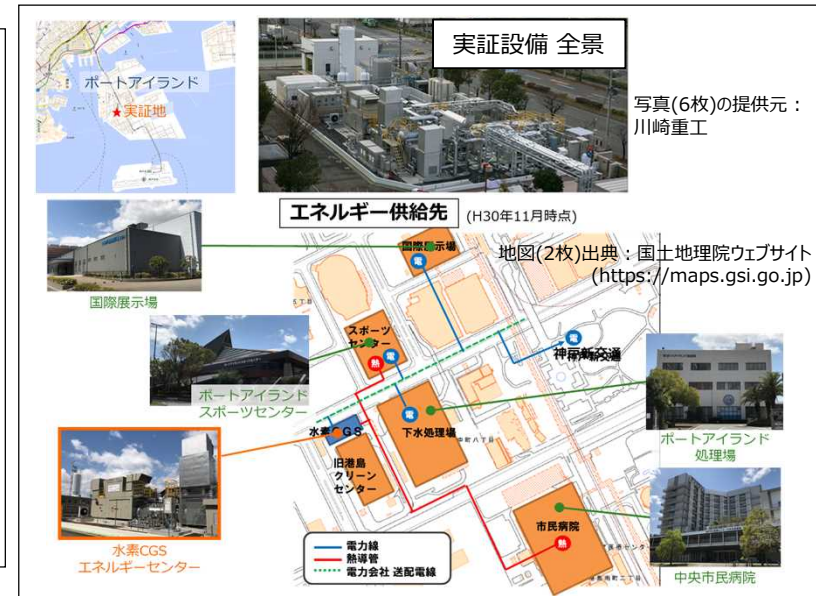 実証設備 全景
ポートアイランド
★実証地
写真(6枚)の提供元：
川崎重工
エネルギー供給先 (H30年11月時点)
国際展示場
電
地図(2枚)出典：国土地理院ウェブサイト
(https://maps.gsi.go.jp)
国際展示場
スポーツ
センター
熱
電
電
神戸新交通
ポートアイランド
スポーツセンター
電
水素CGS
下水処理場
旧港島
クリーン
センター
ポートアイランド
処理場
市民病院
熱
水素CGS
エネルギーセンター
電力線
熱導管
電力会社 送配電線
中央市民病院